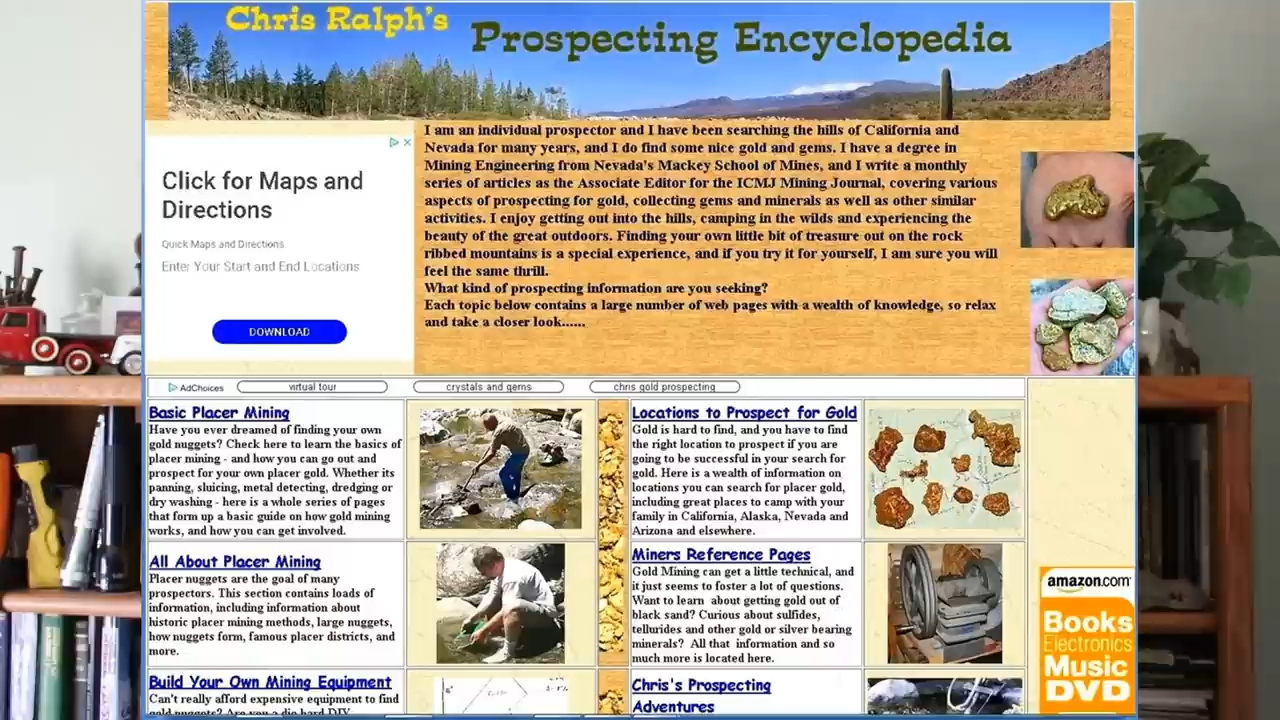 Chris Ralph's
Prospecting Encyclopedia
Click for Maps and
Directions
Quick Maps and Directions
Enter Your Start and End Locations
DOWNLOAD
I am an individual prospector and I have been searching the hills of California and
Nevada for many years, and I do find some nice gold and gems. I have a degree in
Mining Engineering from Nevada's Mackey School of Mines, and I write a monthly
series of articles as the Associate Editor for the ICMJ Mining Journal, covering various
aspects of prospecting for gold, collecting gems and minerals as well as other similar
activities. I enjoy getting out into the hills, camping in the wilds and experiencing the
beauty of the great outdoors. Finding your own little bit of treasure out on the rock
ribbed mountains is a special experience, and if you try it for yourself, I am sure you will
feel the same thrill.
What kind of prospecting information are you seeking?
Each topic below contains a large number of web pages with a wealth of knowledge, so relax
and take a closer look......
AdChoices
virtual tour
crystals and gems
chris gold prospecting
Basic Placer Mining
Have you ever dreamed of finding your own
gold nuggets? Check here to learn the basics of
placer mining - and how you can go out and
prospect for your own placer gold. Whether its
panning, sluicing, metal detecting, dredging or
dry washing - here is a whole series of pages
that form up a basic guide on how gold mining
works, and how you can get involved.
Locations to Prospect for Gold
Gold is hard to find, and you have to find
the right location to prospect if you are
going to be successful in your search for
gold. Here is a wealth of information on
locations you can search for placer gold,
including great places to camp with your
family in California, Alaska, Nevada and
Arizona and elsewhere.
All About Placer Mining
Placer nuggets are the goal of many
prospectors. This section contains loads of
information, including information about
historic placer mining methods, large nuggets,
how nuggets form, famous placer districts, and
more.
Miners Reference Pages
Gold Mining can get a little technical, and
it just seems to foster a lot of questions.
Want to learn about getting gold out of
black sand? Curious about sulfides,
tellurides and other gold or silver bearing
minerals? All that information and so
much more is located here.
Build Your Own Mining Equipment
Can't really afford expensive equipment to find
gold nuggets? Are you a die hard DIY
Chris's Prospecting
Adventures
amazon.com
Books
Electronics
Music
DVD